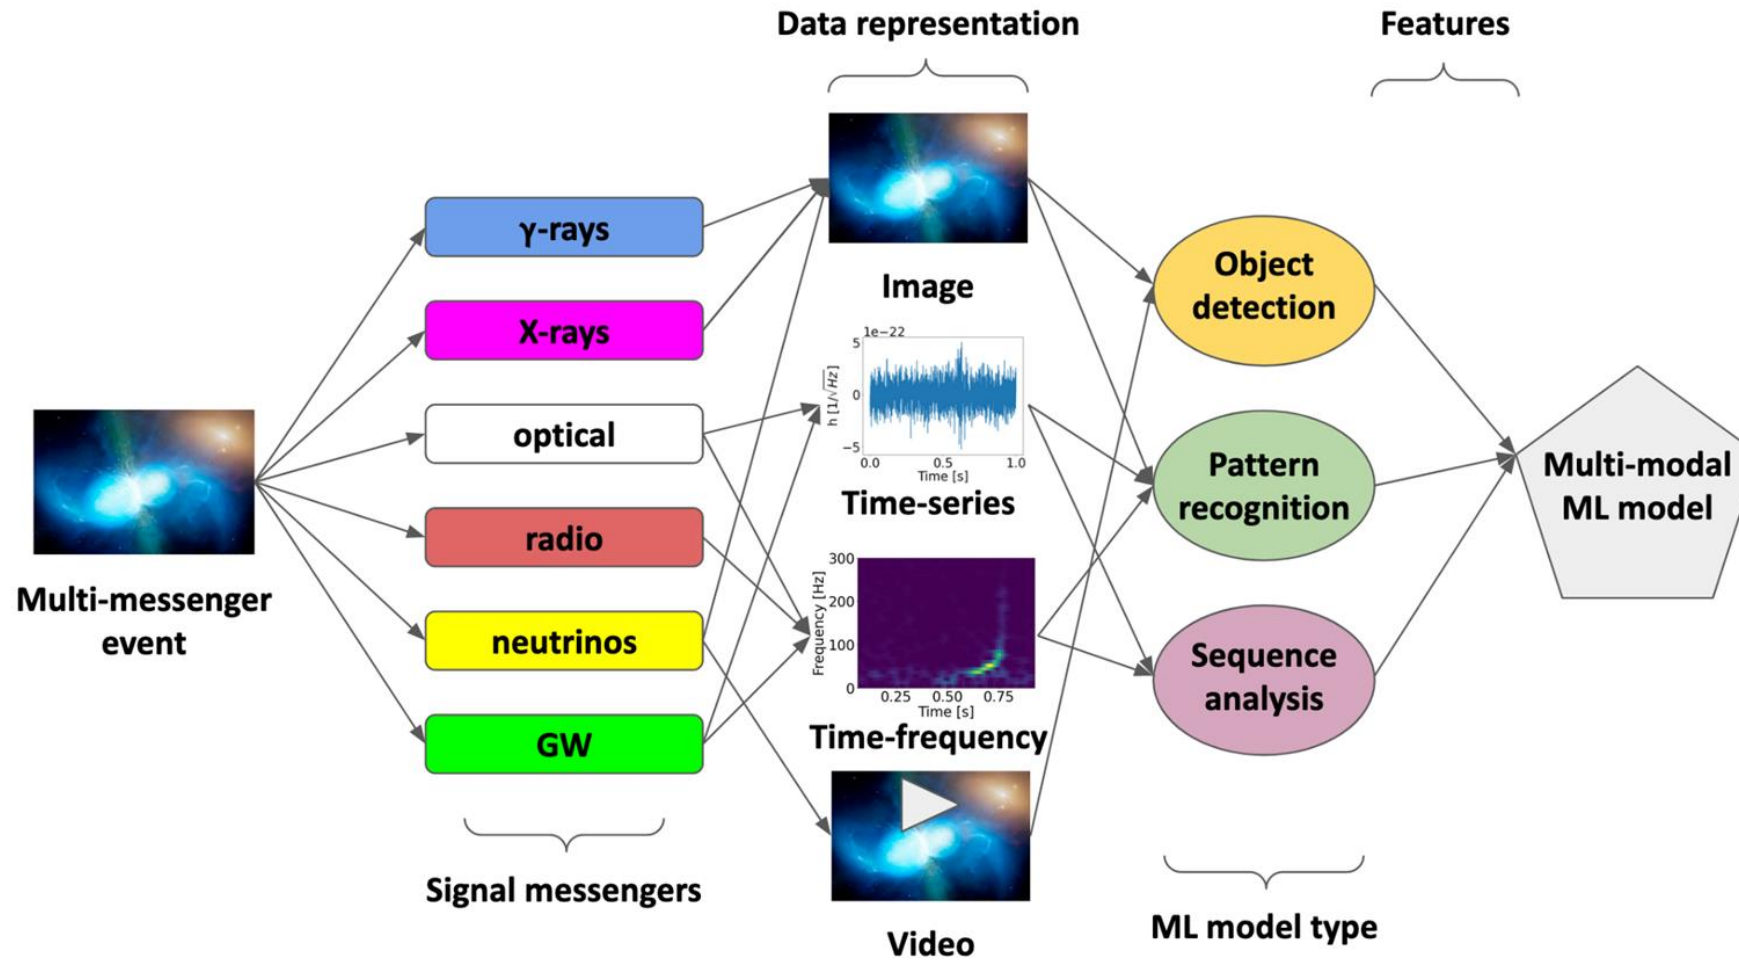 Data representation
Features
γ-rays
X-rays
optical
radio
neutrinos
GW
Multi-messenger
event
Signal messengers
Image
1e−22
5
0
−5
h [1/√Hz]
0.0 0.5 1.0
Time [s]
Time-series
300
200
100
0
Frequency [Hz]
0.25 0.50 0.75
Time [s]
Time-frequency
Video
Object
detection
Pattern
recognition
Sequence
analysis
ML model type
Multi-modal
ML model